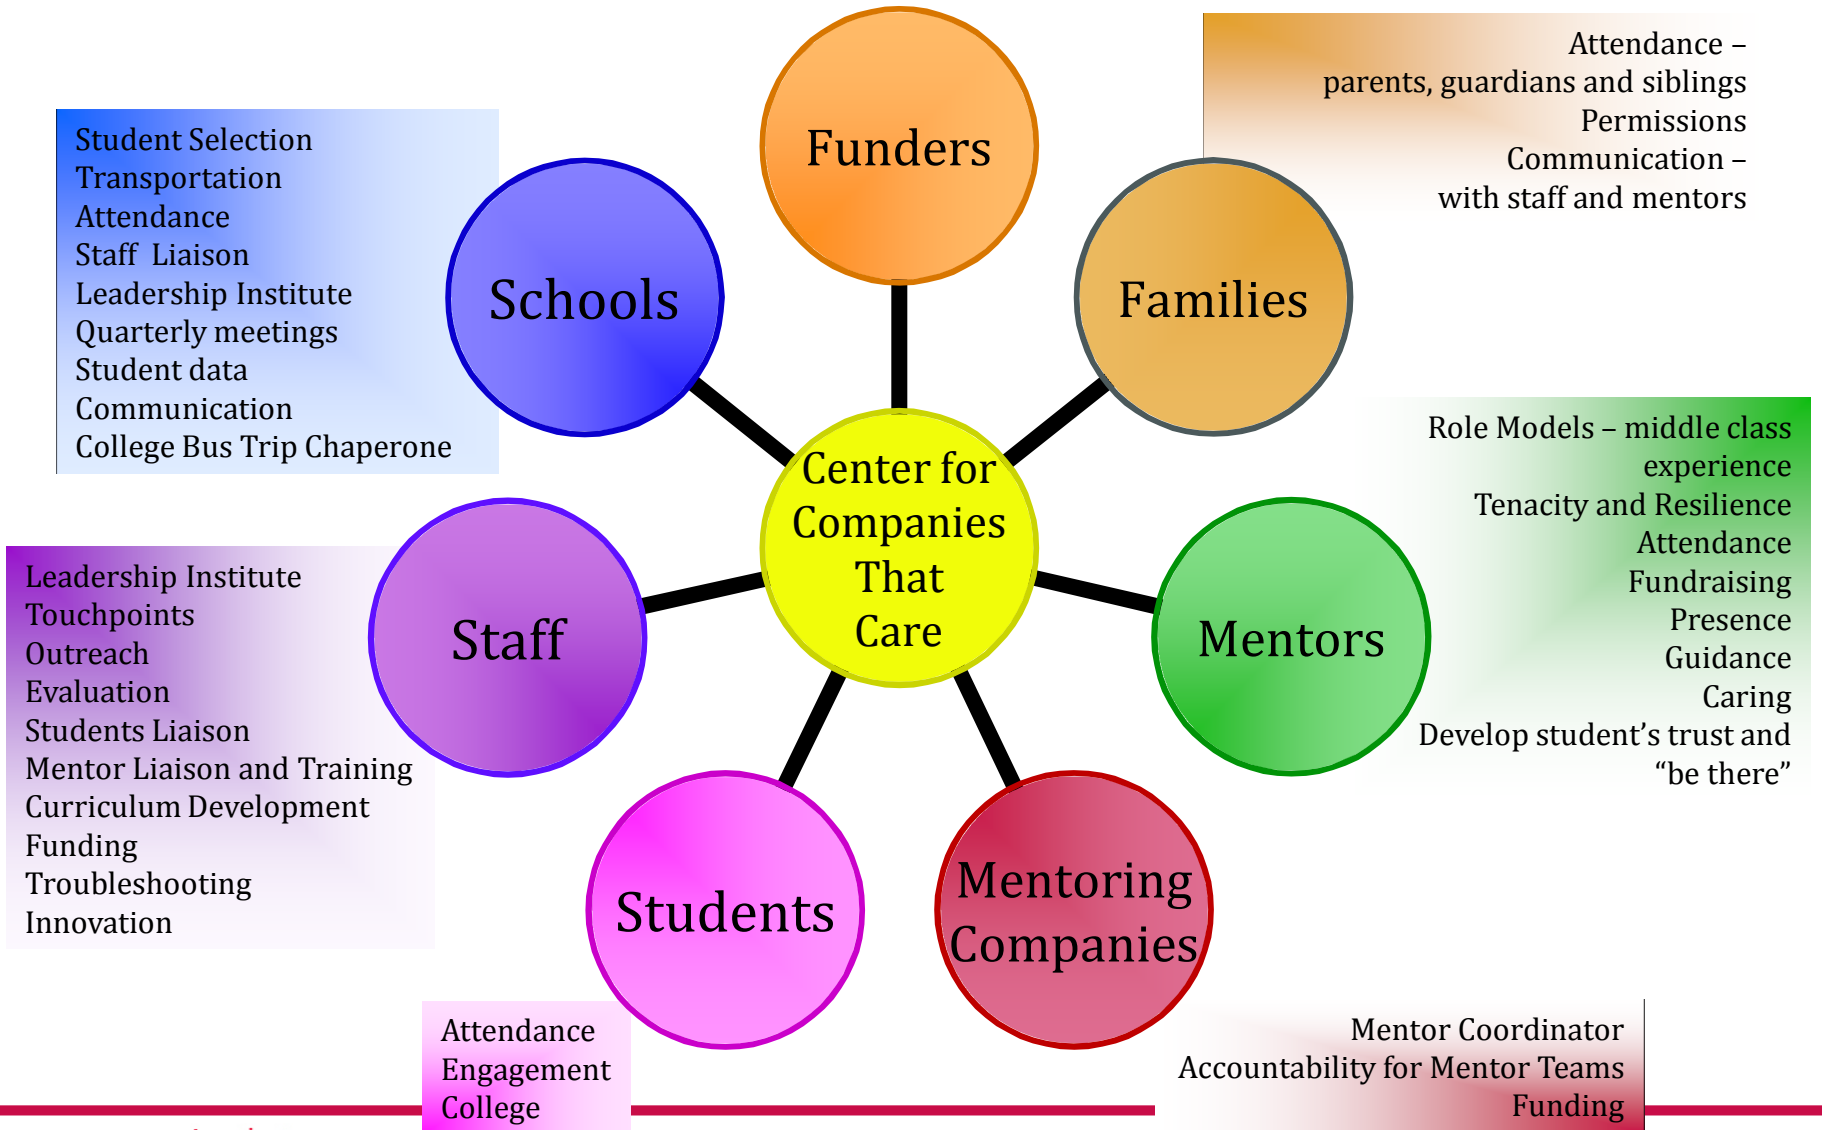 Funders
Attendance –
parents, guardians and siblings
Permissions
Communication –
with staff and mentors
Student Selection
Transportation
Attendance
Staff Liaison
Leadership Institute
Quarterly meetings
Student data
Communication
College Bus Trip Chaperone
Schools
Families
Center for
Companies
That
Care
Role Models – middle class
experience
Tenacity and Resilience
Attendance
Fundraising
Presence
Guidance
Caring
Develop student’s trust and
“be there”
Mentors
Staff
Leadership Institute
Touchpoints
Outreach
Evaluation
Students Liaison
Mentor Liaison and Training
Curriculum Development
Funding
Troubleshooting
Innovation
Students
Mentoring
Companies
Attendance
Engagement
College
Mentor Coordinator
Accountability for Mentor Teams
Funding